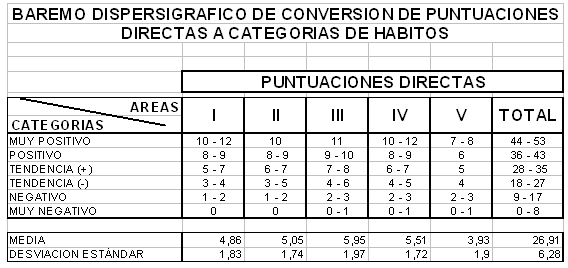 BAREMO DISPERSIGRAFICO DE CONVERSION DE PUNTUACIONES
DIRECTAS A CATEGORIAS DE HABITOS
PUNTUACIONES DIRECTAS
AREAS
CATEGORIAS I II III IV V TOTAL
MUY POSITIVO 10 - 12 10 11 10 - 12 7 - 8 44 - 53
POSITIVO 8 - 9 8 - 9 9 - 10 8 - 9 6 36 - 43
TENDENCIA (+) 5 - 7 6 - 7 7 - 8 6 - 7 5 28 - 35
TENDENCIA (-) 3 - 4 3 - 5 4 - 6 4 - 5 4 18 - 27
NEGATIVO 1 - 2 1 - 2 2 - 3 2 - 3 2 - 3 9 - 17
MUY NEGATIVO 0 0 0 - 1 0 - 1 0 - 1 0 - 8
MEDIA 4,86 5,05 5,95 5,51 3,93 26,91
DESVIACION ESTÁNDAR 1,83 1,74 1,97 1,72 1,9 6,28